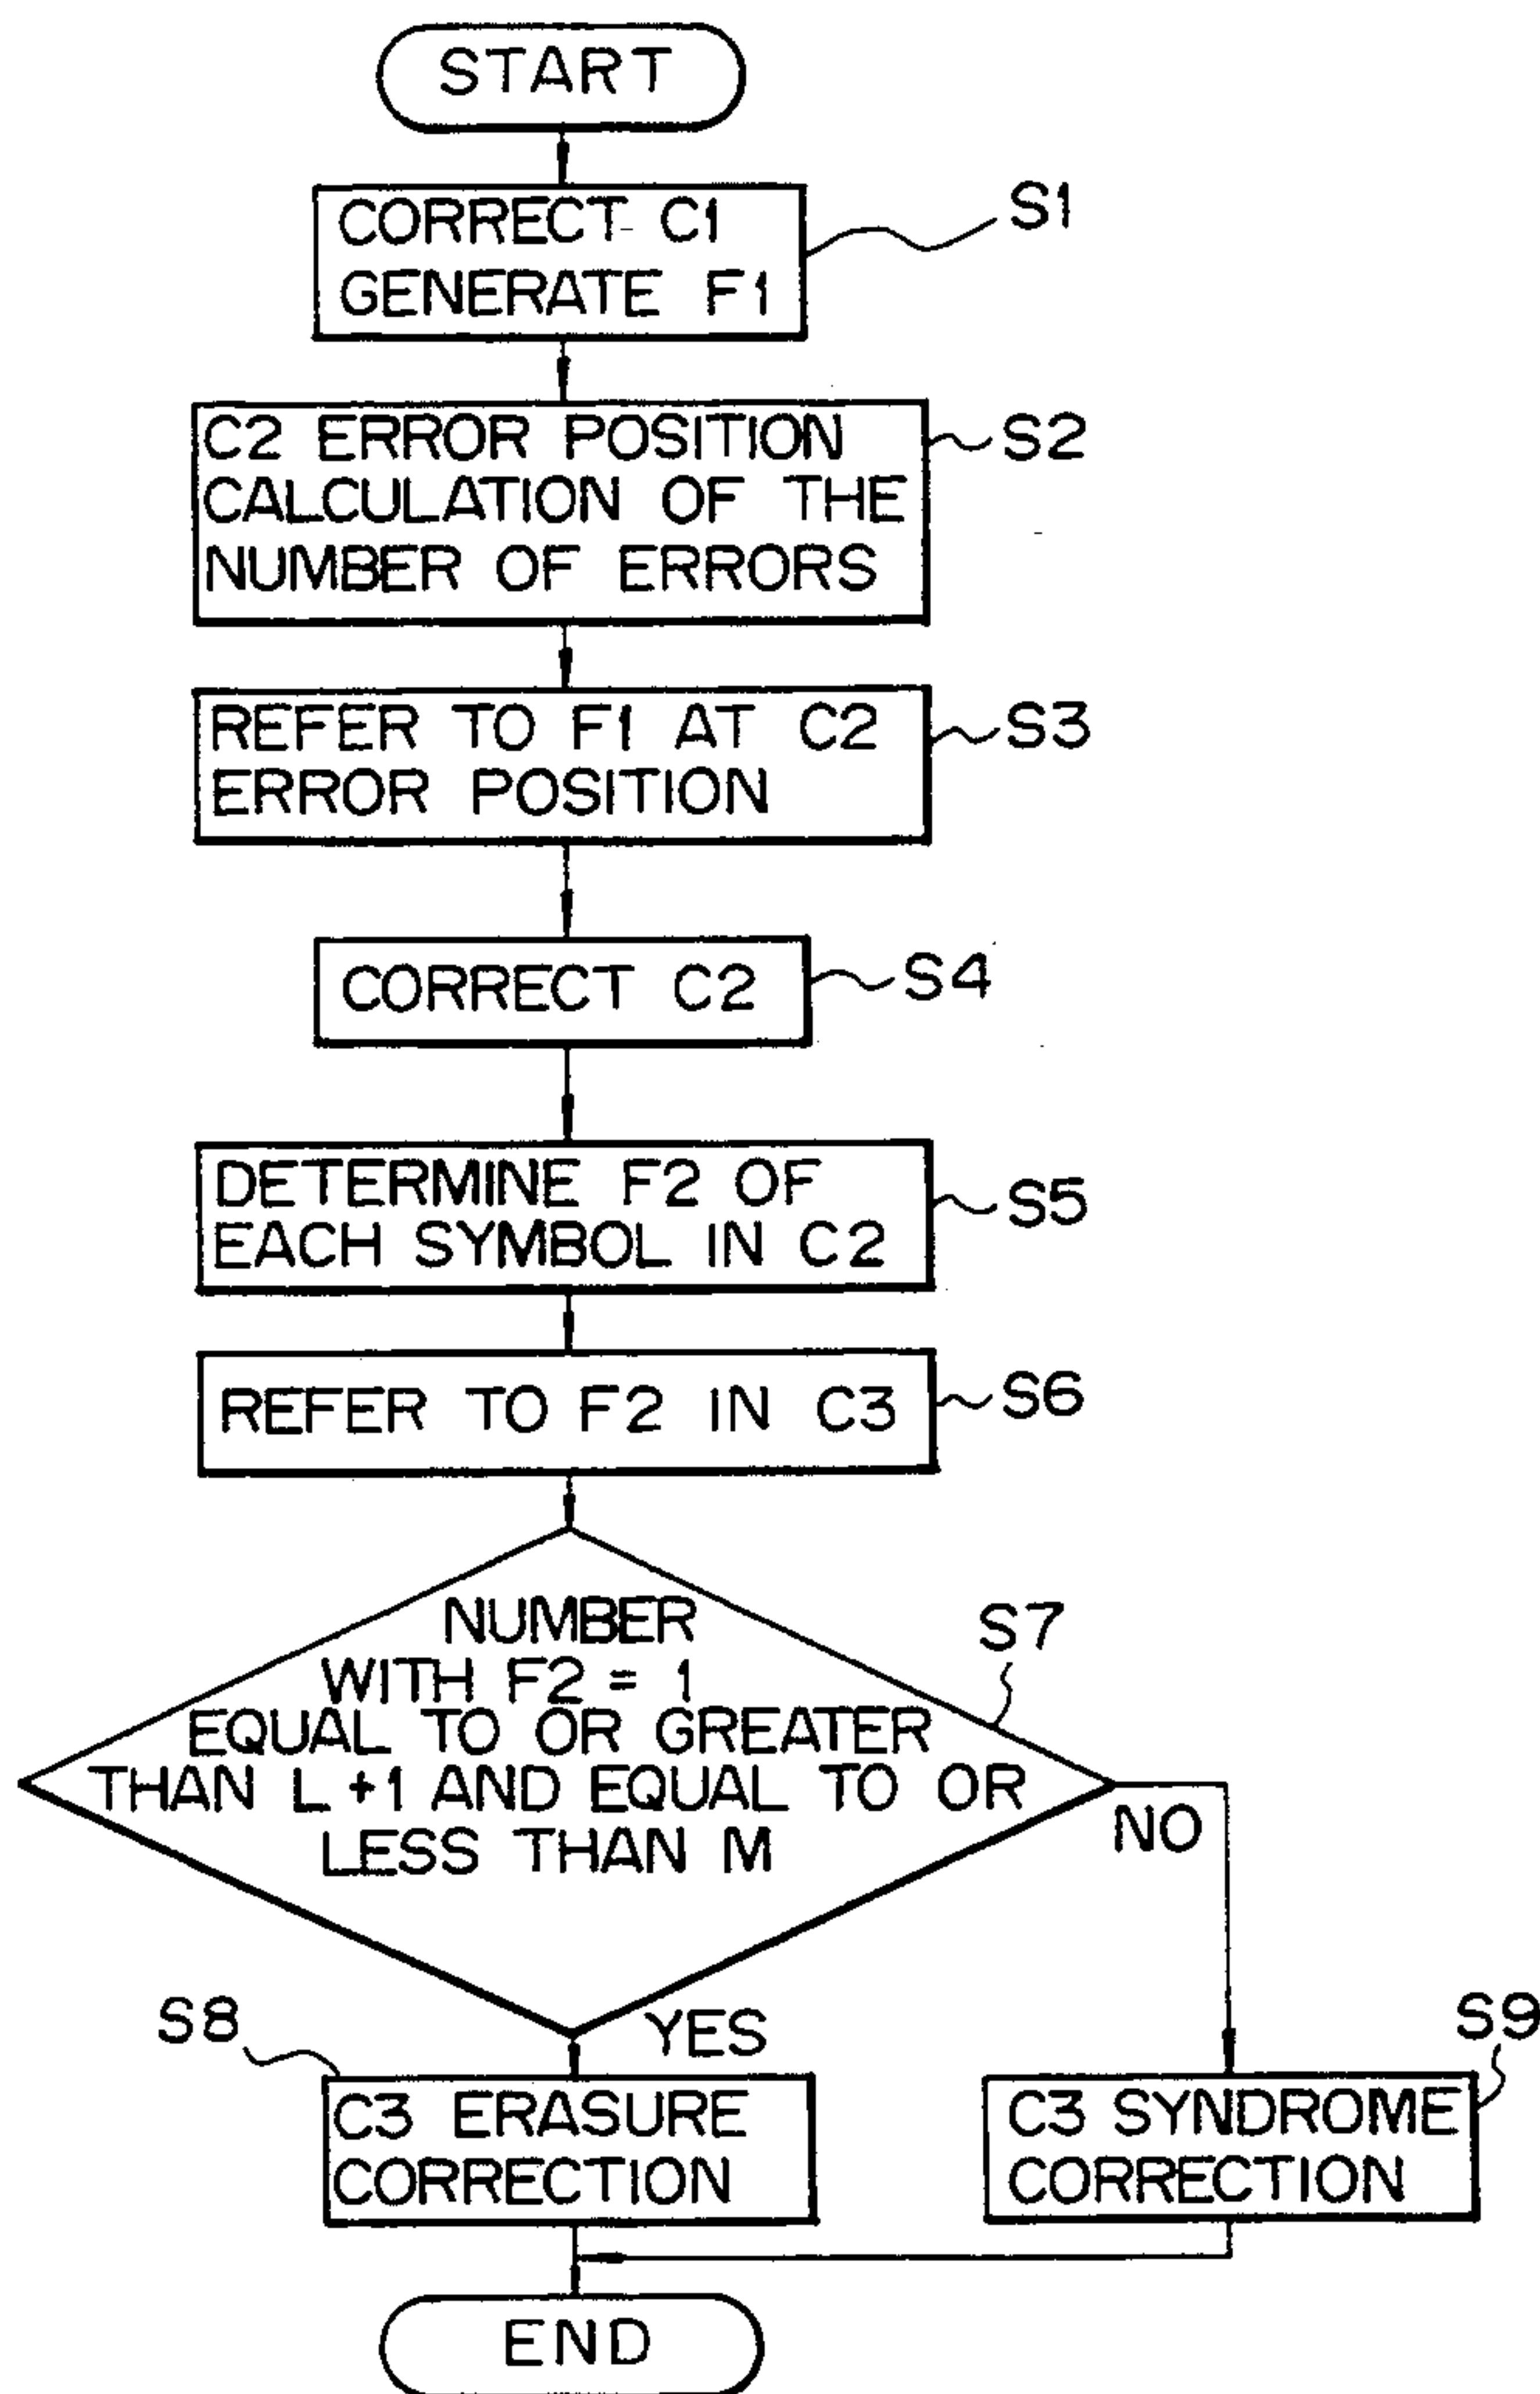 START
CORRECT C1
GENERATE F1
S1
C2 ERROR POSITION
CALCULATION OF THE
NUMBER OF ERRORS
S2
REFER TO F1 AT C2
ERROR POSITION
S3
CORRECT C2
S4
DETERMINE F2 OF
EACH SYMBOL IN C2
S5
REFER TO F2 IN C3
S6
NUMBER
WITH F2 = 1
EQUAL TO OR GREATER
THAN L +1 AND EQUAL TO OR
LESS THAN M
S7
NO
YES
S8
C3 ERASURE
CORRECTION
S9
C3 SYNDROME
CORRECTION
END